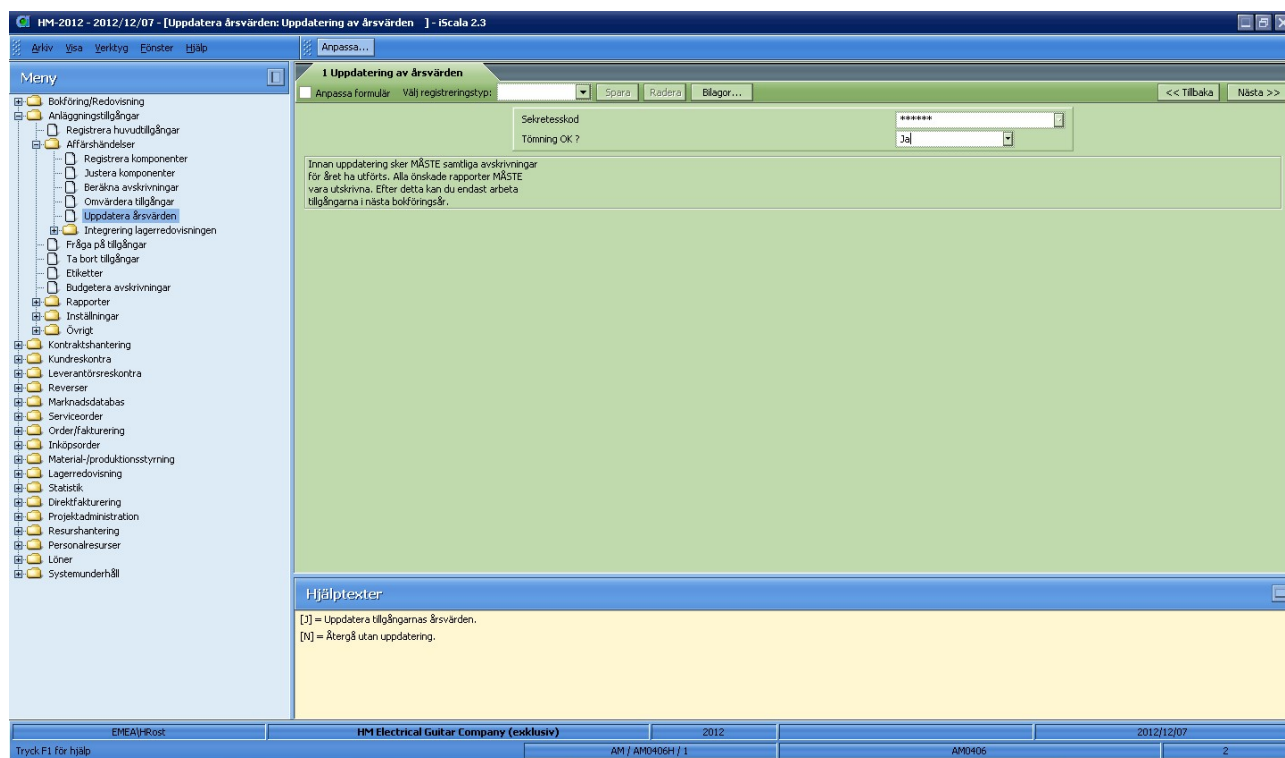 HM-2012 - 2012/12/07 - [Uppdatera årsvärden: Uppdatering av årsvärden ] - iScala 2.3
Arkiv Visa Verktyg Fönster Hjälp Anpassa...
Meny
Bokföring/Redovisning
Anläggningstillgångar
Registrera huvudtillgångar
Affärshändelser
Registrera komponenter
Justera komponenter
Beräkna avskrivningar
Omvärdera tillgångar
Uppdatera årsvärden
Integrering lagerredovisningen
Fråga på tillgångar
Ta bort tillgångar
Etiketter
Budgetera avskrivningar
Rapporter
Inställningar
Övrigt
Kontraktshantering
Kundreskontra
Leverantörsreskontra
Reverser
Marknadsdatabas
Serviceorder
Order/fakturering
Inköpsorder
Material-/produktionsstyrning
Lagerredovisning
Statistik
Direktfakturering
Projektadministration
Resurshantering
Personalresurser
Löner
Systemunderhåll
1 Uppdatering av årsvärden
Anpassa formulär Välj registreringstyp: Spara Radera Bilagor... << Tillbaka Nästa >>
Sekretesskod ******
Tömning OK ? Ja
Innan uppdatering sker MÅSTE samtliga avskrivningar
för året ha utförts. Alla önskade rapporter MÅSTE
vara utskrivna. Efter detta kan du endast arbeta
tillgångarna i nästa bokföringsår.
Hjälptexter
[J] = Uppdatera tillgångarnas årsvärden.
[N] = Återgå utan uppdatering.
EMEA\HRost HM Electrical Guitar Company (exklusiv) 2012 2012/12/07
Tryck F1 för hjälp AM / AM0406H / 1 AM0406 2